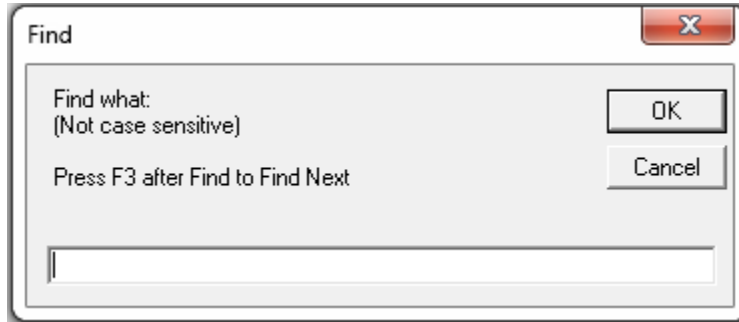 Find
Find what:
(Not case sensitive)
OK
Press F3 after Find to Find Next
Cancel